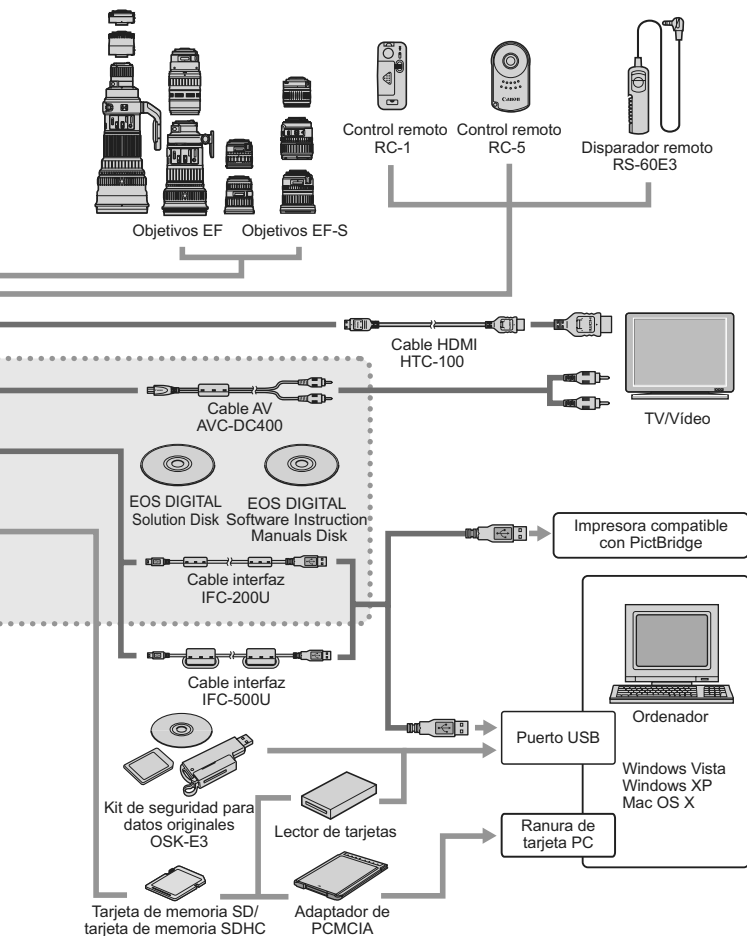 Canon
Control remoto
RC-1
Control remoto
RC-5
Disparador remoto
RS-60E3
Objetivos EF
Objetivos EF-S
Cable HDMI
HTC-100
TV/Vídeo
Cable AV
AVC-DC400
EOS DIGITAL
Solution Disk
EOS DIGITAL
Software Instruction
Manuals Disk
Impresora compatible
con PictBridge
Cable interfaz
IFC-200U
Cable interfaz
IFC-500U
Ordenador
Puerto USB
Windows Vista
Windows XP
Mac OS X
Kit de seguridad para
datos originales
OSK-E3
Lector de tarjetas
Ranura de
tarjeta PC
Tarjeta de memoria SD/
tarjeta de memoria SDHC
Adaptador de
PCMCIA